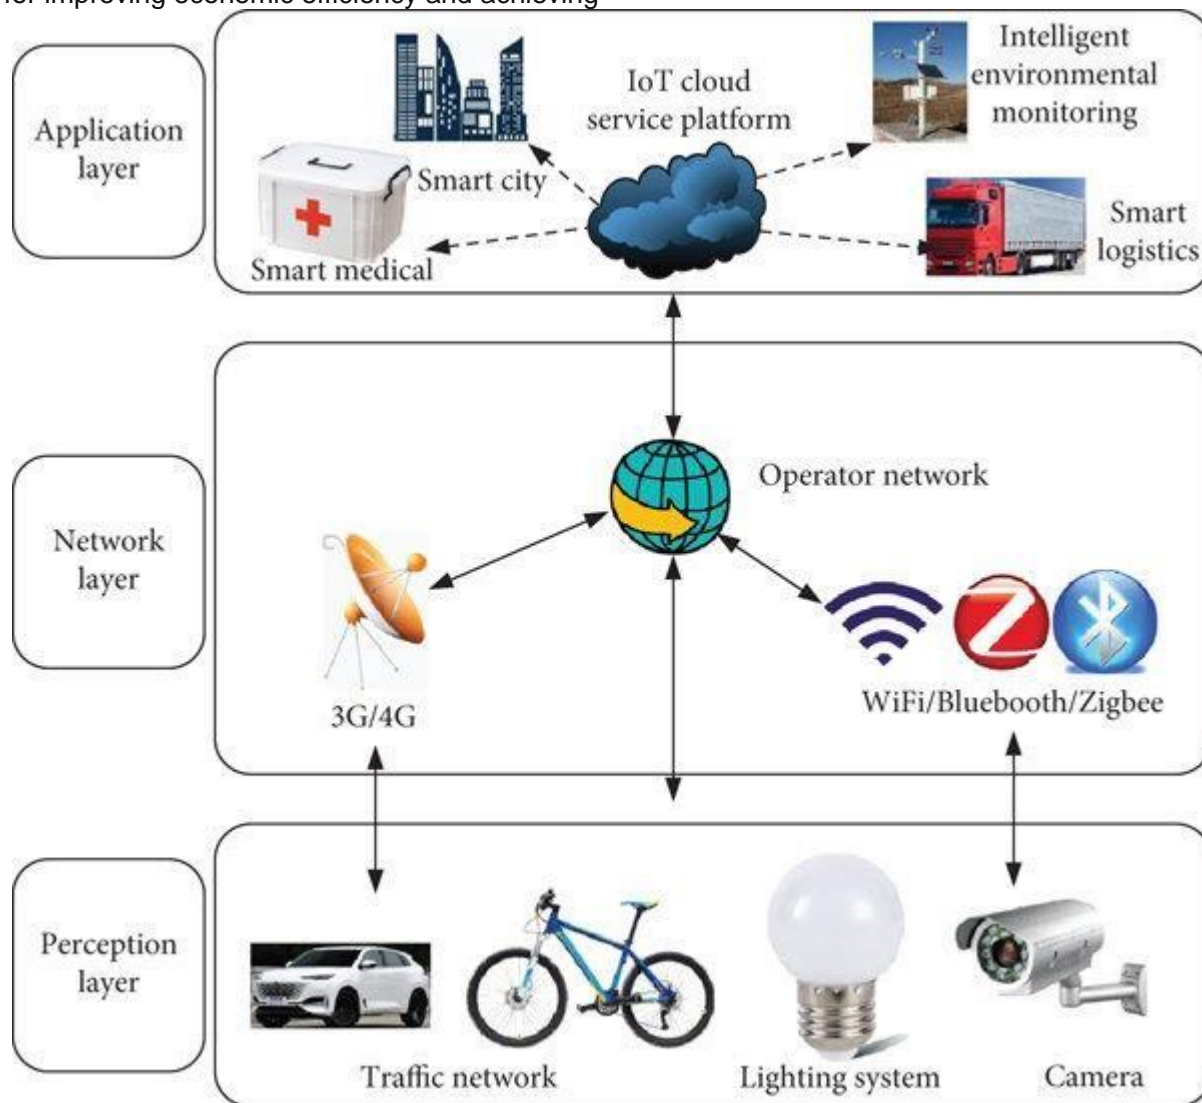 for improving economic efficiency and achieving
Application
layer
IoT cloud
service platform
Intelligent
environmental
monitoring
Smart city
Smart medical
Smart
logistics
Network
layer
Operator network
3G/4G
WiFi/Bluebooth/Zigbee
Perception
layer
Traffic network
Lighting system
Camera